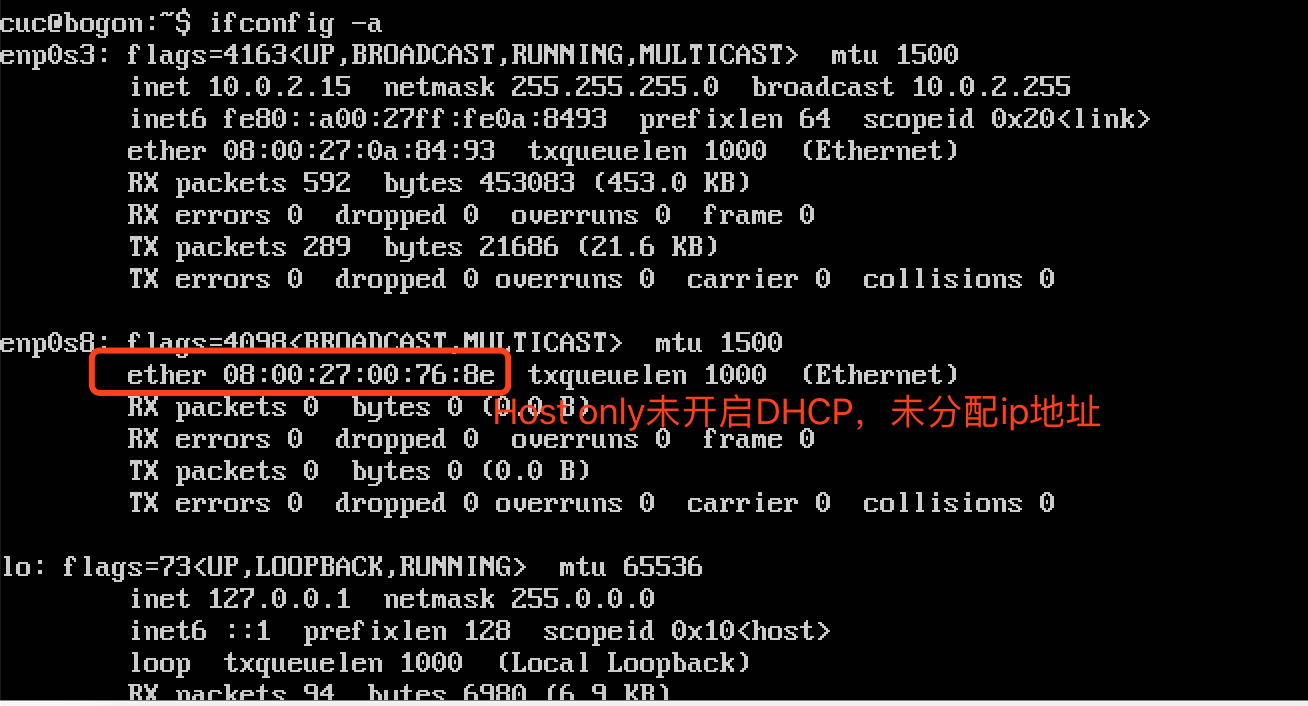 cuc@bogon:~$ ifconfig -a
enp0s3: flags=4163<UP,BROADCAST,RUNNING,MULTICAST>  mtu 1500
inet 10.0.2.15  netmask 255.255.255.0  broadcast 10.0.2.255
inet6 fe80::a00:27ff:fe0a:8493  prefixlen 64  scopeid 0x20<link>
ether 08:00:27:0a:84:93  txqueuelen 1000  (Ethernet)
RX packets 592  bytes 453083 (453.0 KB)
RX errors 0  dropped 0  overruns 0  frame 0
TX packets 289  bytes 21686 (21.6 KB)
TX errors 0  dropped 0 overruns 0  carrier 0  collisions 0
enp0s8: flags=4098<BROADCAST,MULTICAST>  mtu 1500
ether 08:00:27:00:76:8e  txqueuelen 1000  (Ethernet)
RX packets 0  bytes 0 (0.0 B)
Host only未开启DHCP，未分配ip地址
RX errors 0  dropped 0  overruns 0  frame 0
TX packets 0  bytes 0 (0.0 B)
TX errors 0  dropped 0 overruns 0  carrier 0  collisions 0
lo: flags=73<UP,LOOPBACK,RUNNING>  mtu 65536
inet 127.0.0.1  netmask 255.0.0.0
inet6 ::1  prefixlen 128  scopeid 0x10<host>
loop  txqueuelen 1000  (Local Loopback)
RX packets 94  bytes 6980 (6.9 KB)